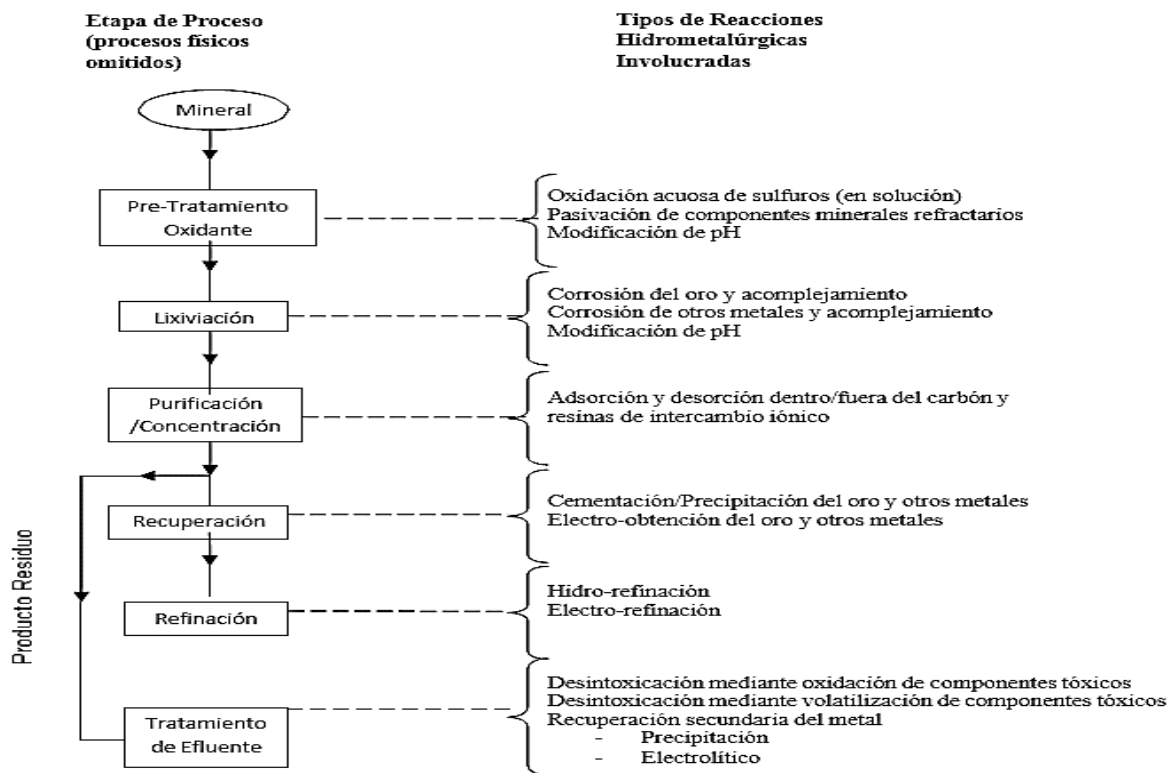 Etapa de Proceso
(procesos físicos
omitidos)
Tipos de Reacciones
Hidrometalúrgicas
Involucradas
Mineral
Pre-Tratamiento
Oxidante
Oxidación acuosa de sulfuros (en solución)
Pasivación de componentes minerales refractarios
Modificación de pH
Lixiviación
Corrosión del oro y acomplejamiento
Corrosión de otros metales y acomplejamiento
Modificación de pH
Purificación
/Concentración
Adsorción y desorción dentro/fuera del carbón y
resinas de intercambio iónico
Recuperación
Cementación/Precipitación del oro y otros metales
Electro-obtención del oro y otros metales
Producto Residuo
Refinación
Hidro-refinación
Electro-refinación
Tratamiento
de Efluente
Desintoxicación mediante oxidación de componentes tóxicos
Desintoxicación mediante volatilización de componentes tóxicos
Recuperación secundaria del metal
- Precipitación
- Electrolítico